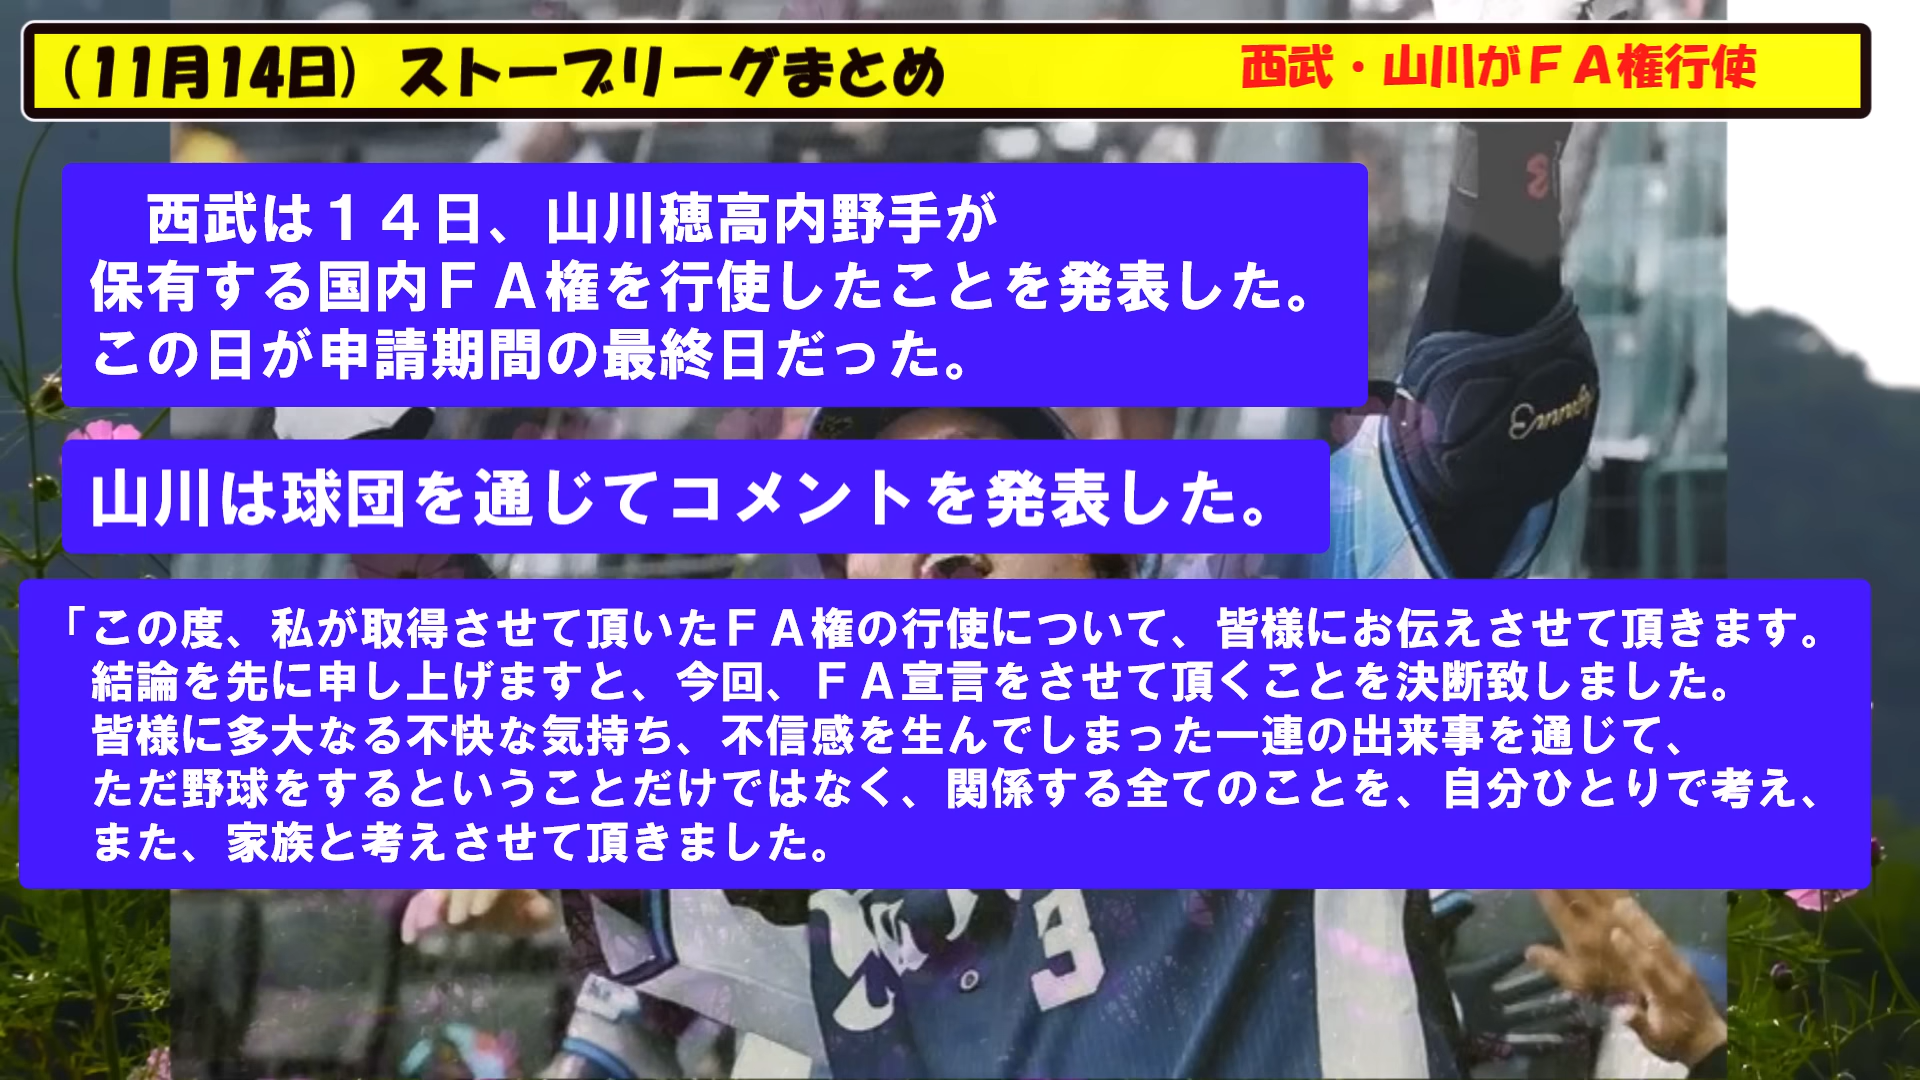 （11月14日）ストーブリーグまとめ
西武・山川がＦＡ権行使
西武は１４日、山川穂高内野手が
保有する国内ＦＡ権を行使したことを発表した。
この日が申請期間の最終日だった。
山川は球団を通じてコメントを発表した。
「この度、私が取得させて頂いたＦＡ権の行使について、皆様にお伝えさせて頂きます。
結論を先に申し上げますと、今回、ＦＡ宣言をさせて頂くことを決断致しました。
皆様に多大なる不快な気持ち、不信感を生んでしまった一連の出来事を通じて、
ただ野球をするということだけではなく、関係する全てのことを、自分ひとりで考え、
また、家族と考えさせて頂きました。
3